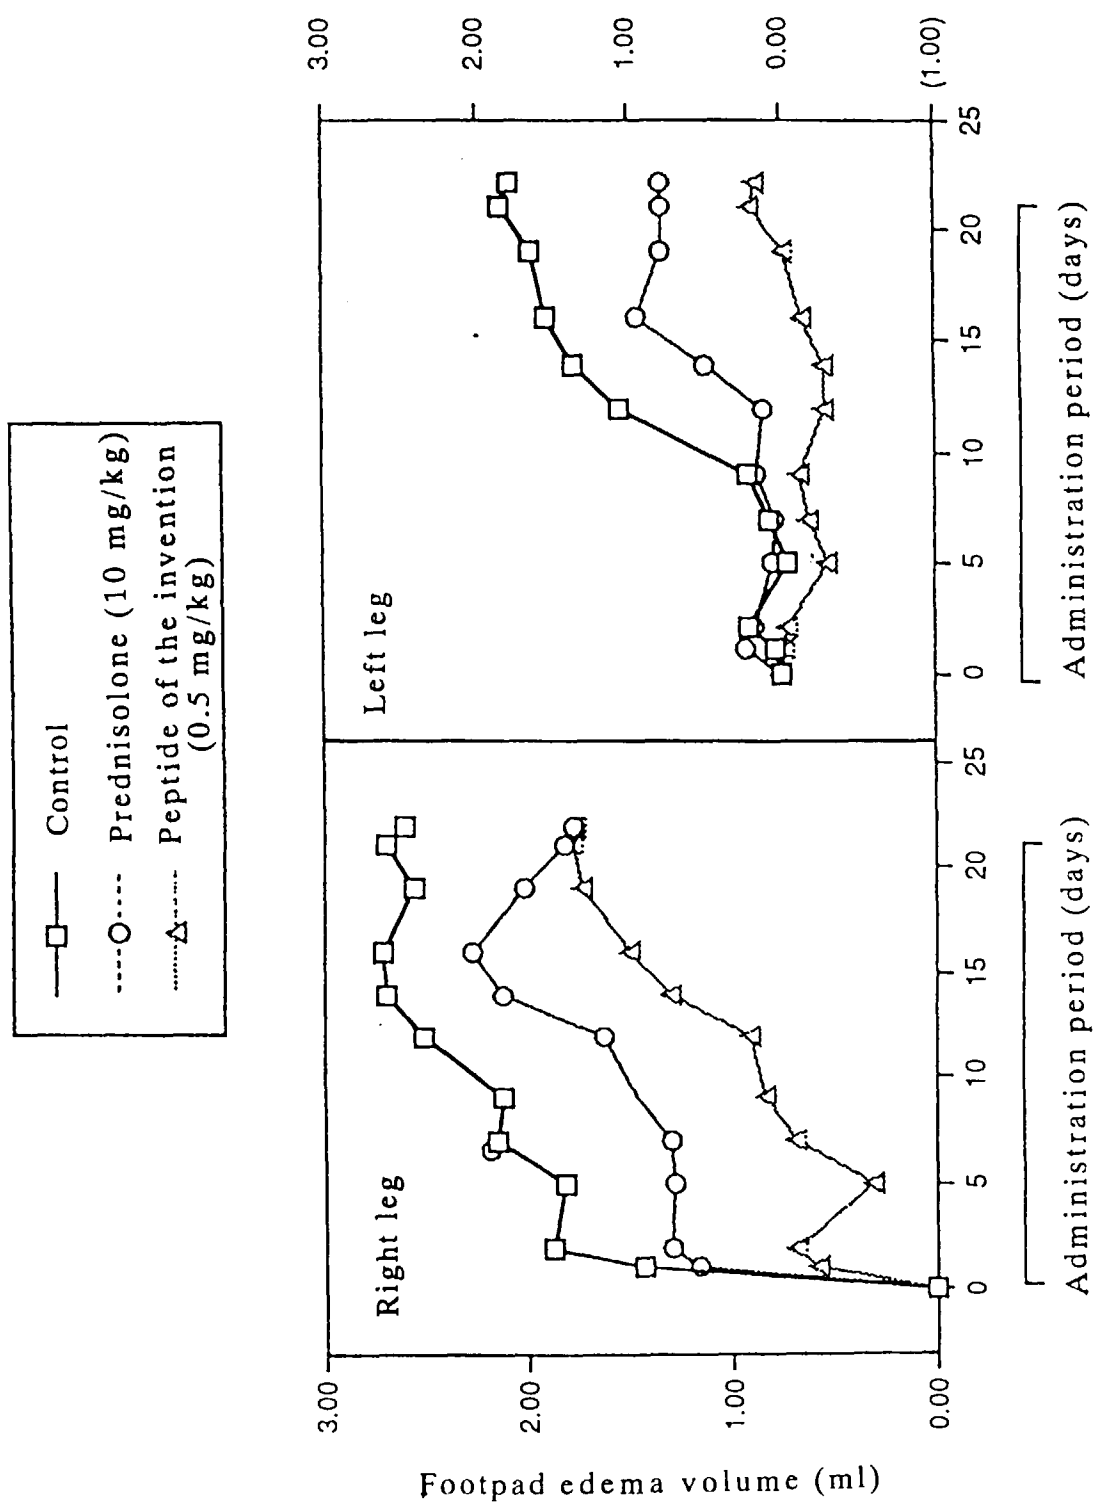 Control
Prednisolone (10 mg/kg)
Peptide of the invention
(0.5 mg/kg)
Footpad edema volume (ml)
3.00
2.00
1.00
0.00
Right leg
0
5
10
15
20
25
Administration period (days)
Left leg
0
5
10
15
20
25
Administration period (days)
3.00
2.00
1.00
0.00
(1.00)